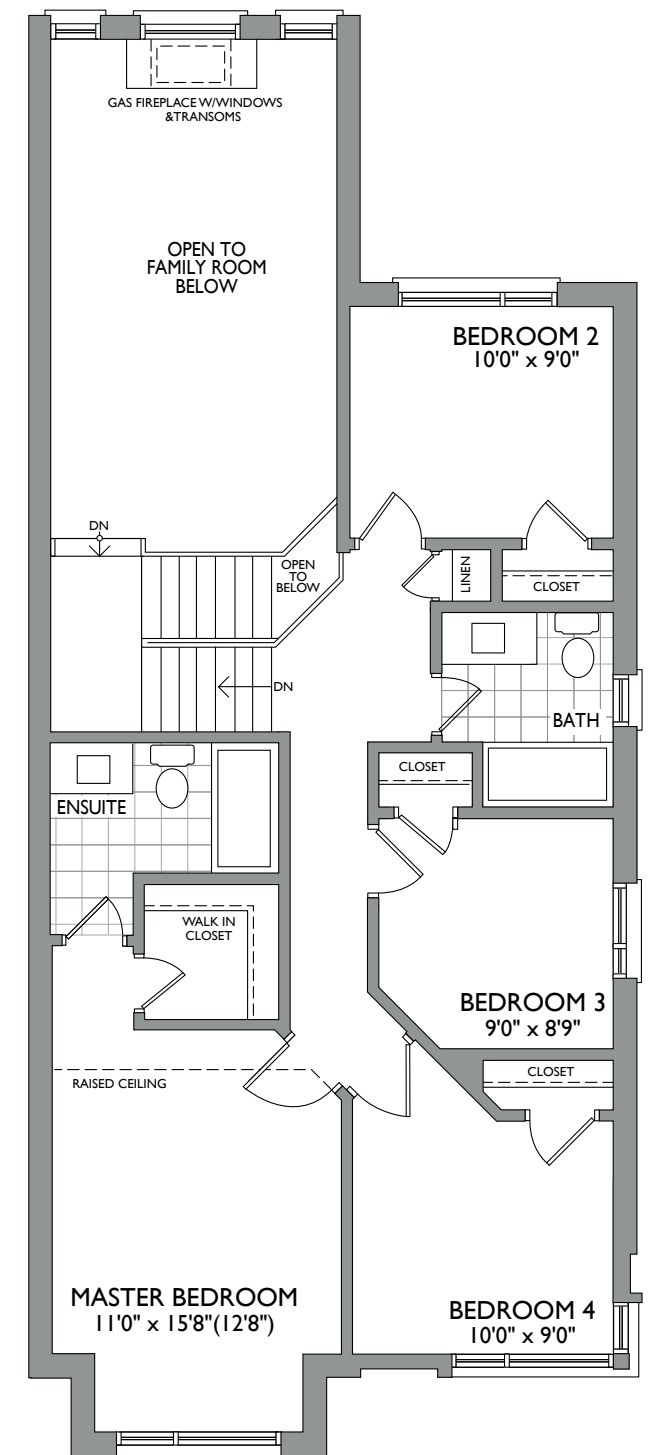 GAS FIREPLACE W/WINDOWS
&TRANSOMS
OPEN TO
FAMILY ROOM
BELOW
BEDROOM 2
10'0" x 9'0"
DN
OPEN
TO
BELOW
LINEN
CLOSET
DN
BATH
CLOSET
ENSUITE
WALK IN
CLOSET
BEDROOM 3
9'0" x 8'9"
RAISED CEILING
CLOSET
MASTER BEDROOM
11'0" x 15'8"(12'8")
BEDROOM 4
10'0" x 9'0"